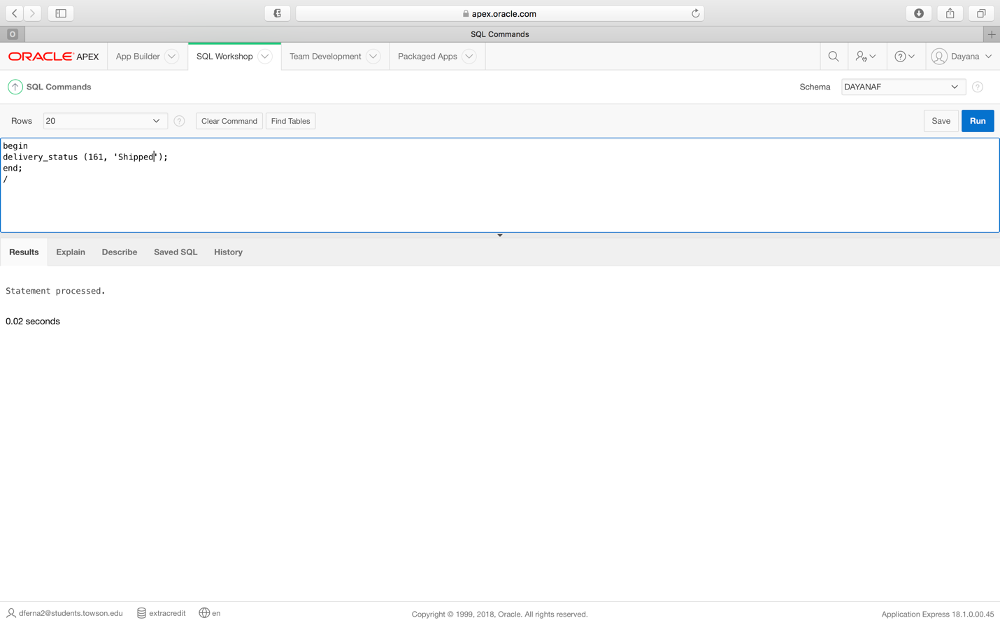 apex.oracle.com
O
SQL Commands
ORACLE APEX
App Builder
SQL Workshop
Team Development
Packaged Apps
?
Dayana
SQL Commands
Schema
DAYANAF
?
Rows
20
?
Clear Command
Find Tables
Save
Run
begin
delivery_status (161, 'Shipped');
end;
/
Results
Explain
Describe
Saved SQL
History
Statement processed.
0.02 seconds
dferna2@students.towson.edu
extracredit
en
Copyright © 1999, 2018, Oracle. All rights reserved.
Application Express 18.1.0.00.45